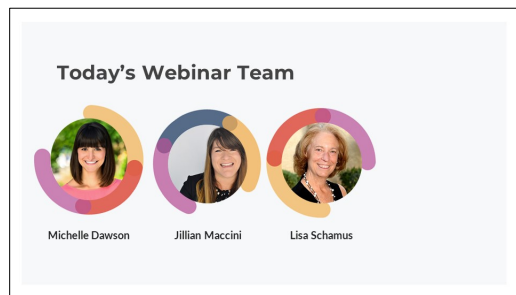 Today’s Webinar Team
Michelle Dawson
Jillian Maccini
Lisa Schamus